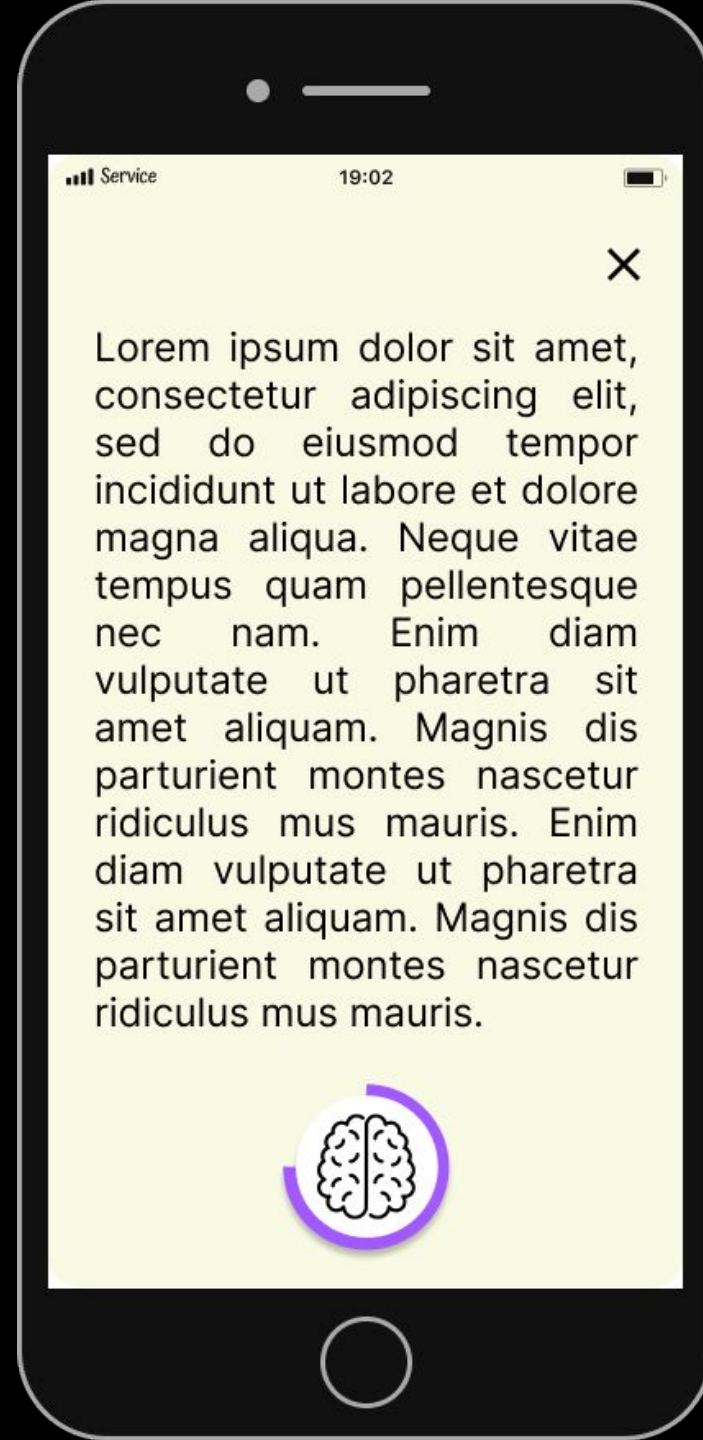 Service
19:02
Lorem ipsum dolor sit amet,
consectetur adipiscing elit,
sed do eiusmod tempor
incididunt ut labore et dolore
magna aliqua. Neque vitae
tempus quam pellentesque
nec nam. Enim diam
vulputate ut pharetra sit
amet aliquam. Magnis dis
parturient montes nascetur
ridiculus mus mauris. Enim
diam vulputate ut pharetra
sit amet aliquam. Magnis dis
parturient montes nascetur
ridiculus mus mauris.